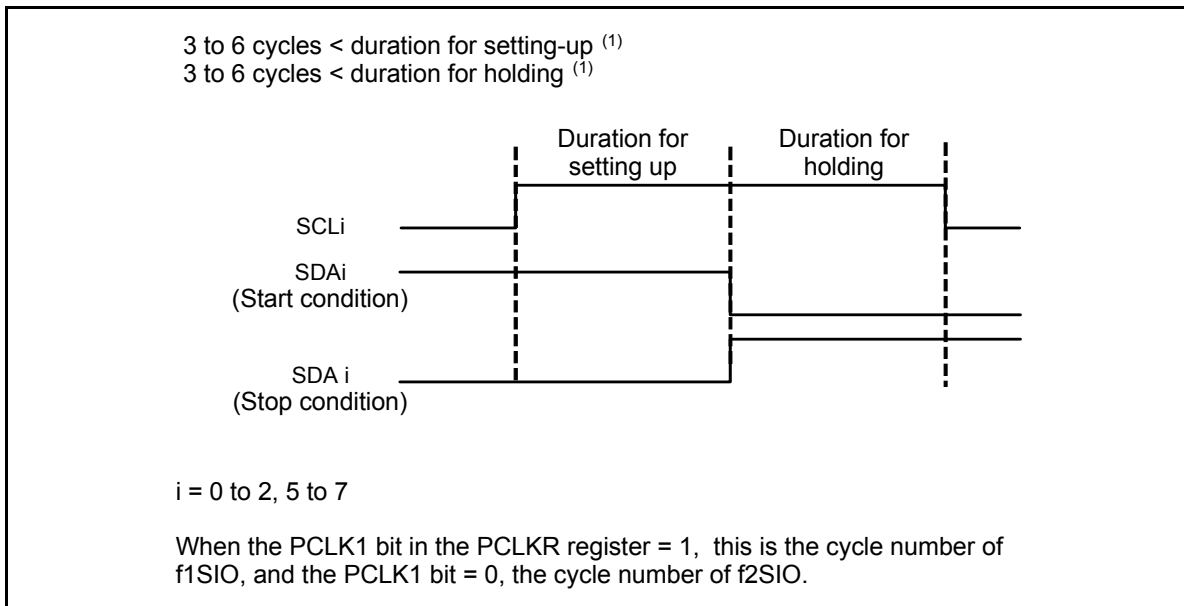 3 to 6 cycles < duration for setting-up (1)
3 to 6 cycles < duration for holding (1)
Duration for
setting up
Duration for
holding
SCLi
SDAi
(Start condition)
SDA i
(Stop condition)
i = 0 to 2, 5 to 7
When the PCLK1 bit in the PCLKR register = 1, this is the cycle number of
f1SIO, and the PCLK1 bit = 0, the cycle number of f2SIO.